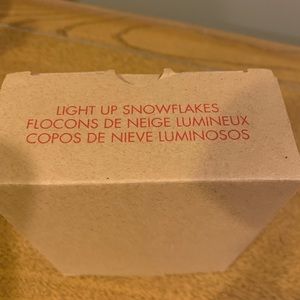 LIGHT UP SNOWFLAKES
FLOCONS DE NEIGE LUMINEUX
COPOS DE NIEVE LUMINOSOS